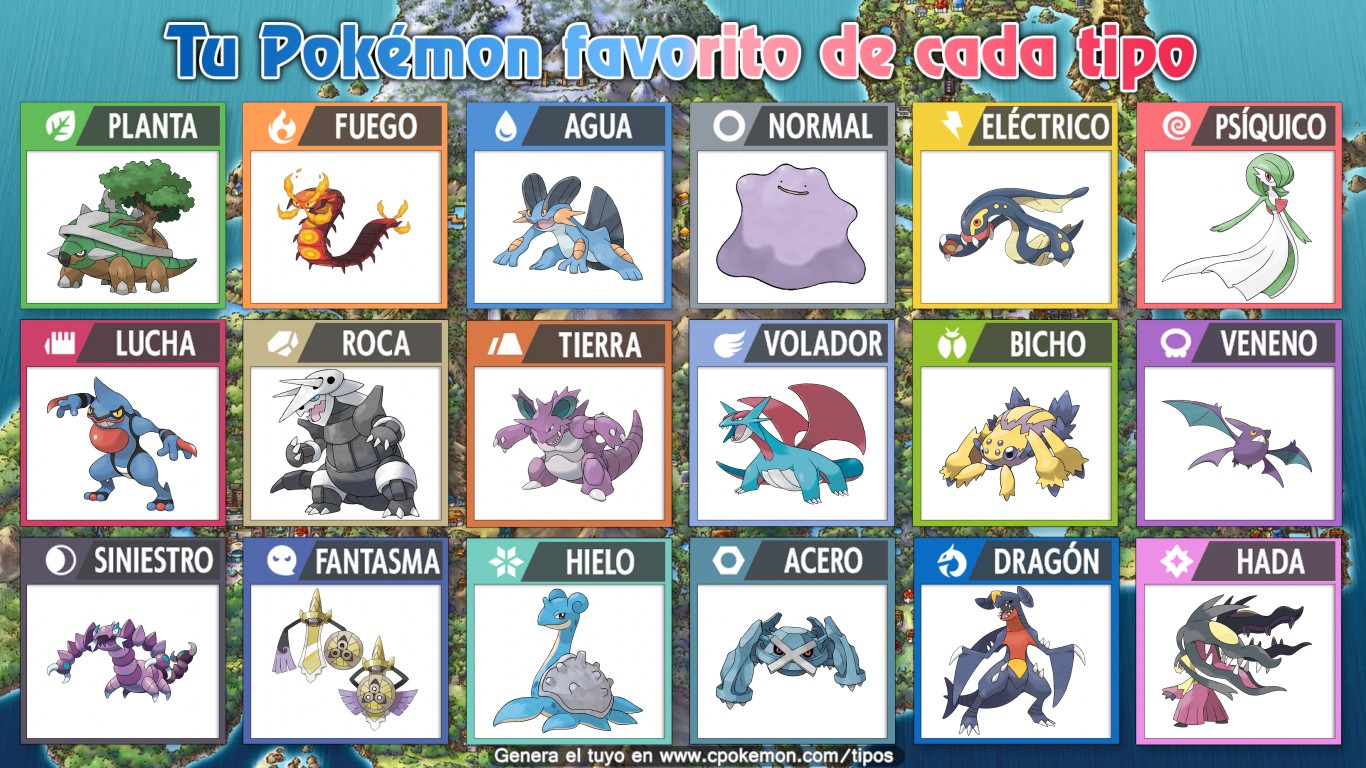 Tu Pokémon favorito de cada tipo
PLANTA
FUEGO
AGUA
NORMAL
ELÉCTRICO
PSÍQUICO
LUCHA
ROCA
TIERRA
VOLADOR
BICHO
VENENO
SINIESTRO
FANTASMA
HIELO
ACERO
DRAGÓN
HADA
Genera el tuyo en www.cpokemon.com/tipos